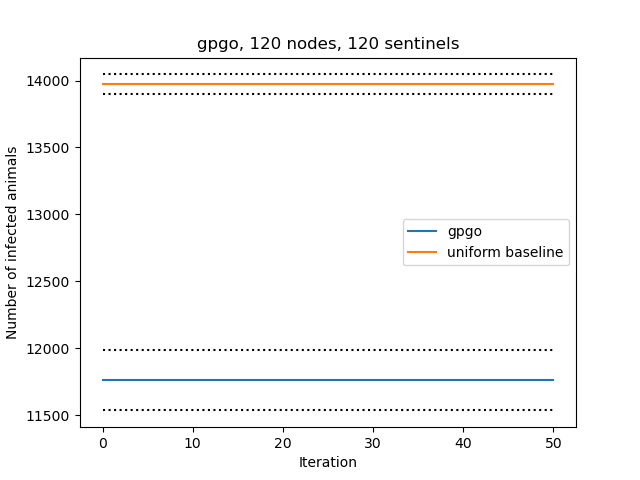 gpgo, 120 nodes, 120 sentinels
Number of infected animals
14000
13500
13000
12500
12000
11500
gpgo
uniform baseline
0 10 20 30 40 50
Iteration